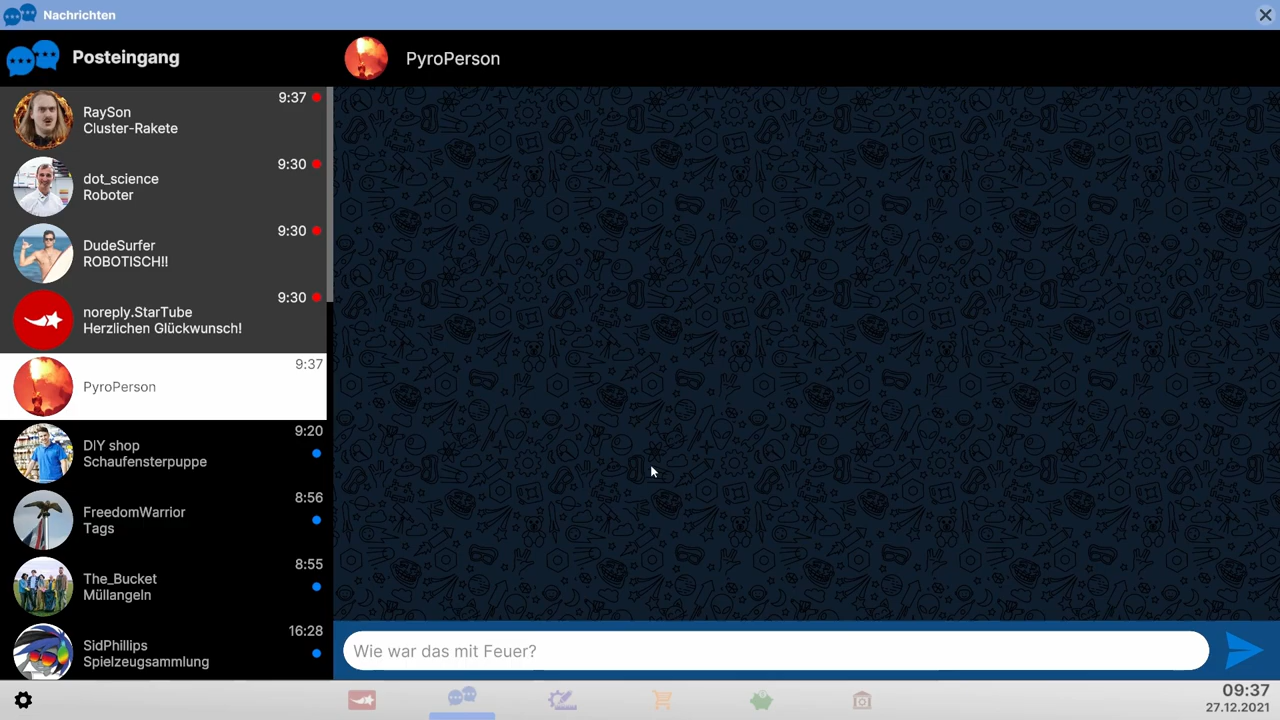 Nachrichten
Posteingang
PyroPerson
9:37
RaySon
Cluster-Rakete
9:30
dot_science
Roboter
9:30
DudeSurfer
ROBOTISCH!!
9:30
noreply.StarTube
Herzlichen Glückwunsch!
9:37
PyroPerson
9:20
DIY shop
Schaufensterpuppe
8:56
FreedomWarrior
Tags
8:55
The_Bucket
Müllangeln
16:28
SidPhillips
Spielzeugsammlung
Wie war das mit Feuer?
09:37
27.12.2021